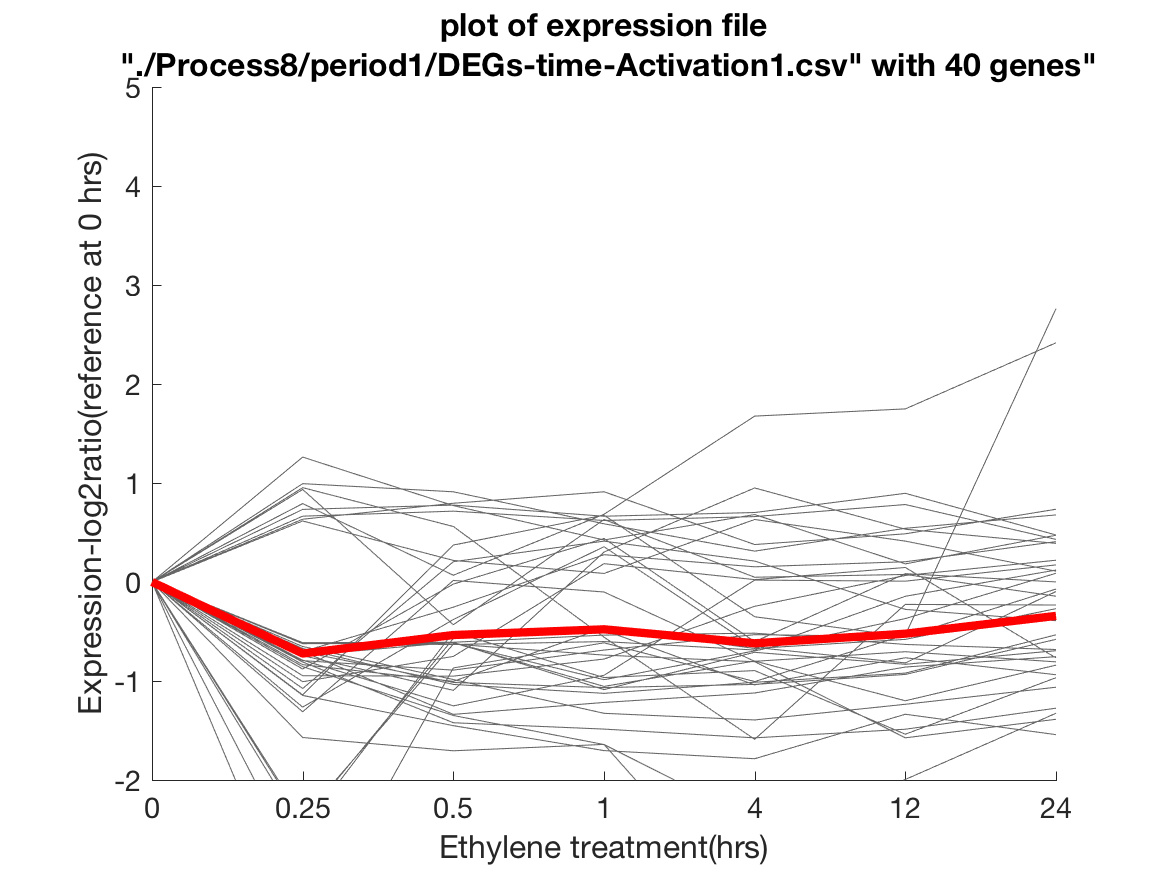 plot of expression file
"./Process8/period1/DEGs-time-Activation1.csv" with 40 genes"
5
4
3
2
1
0
-1
-2
Expression-log2ratio(reference at 0 hrs)
0 0.25 0.5 1 4 12 24
Ethylene treatment(hrs)